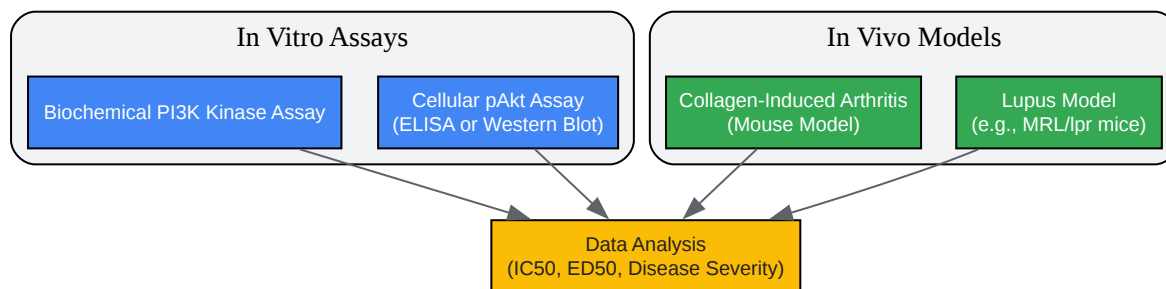 In Vitro Assays
Biochemical PI3K Kinase Assay
Cellular pAkt Assay
(ELISA or Western Blot)
In Vivo Models
Collagen-Induced Arthritis
(Mouse Model)
Lupus Model
(e.g., MRL/lpr mice)
Data Analysis
(IC50, ED50, Disease Severity)